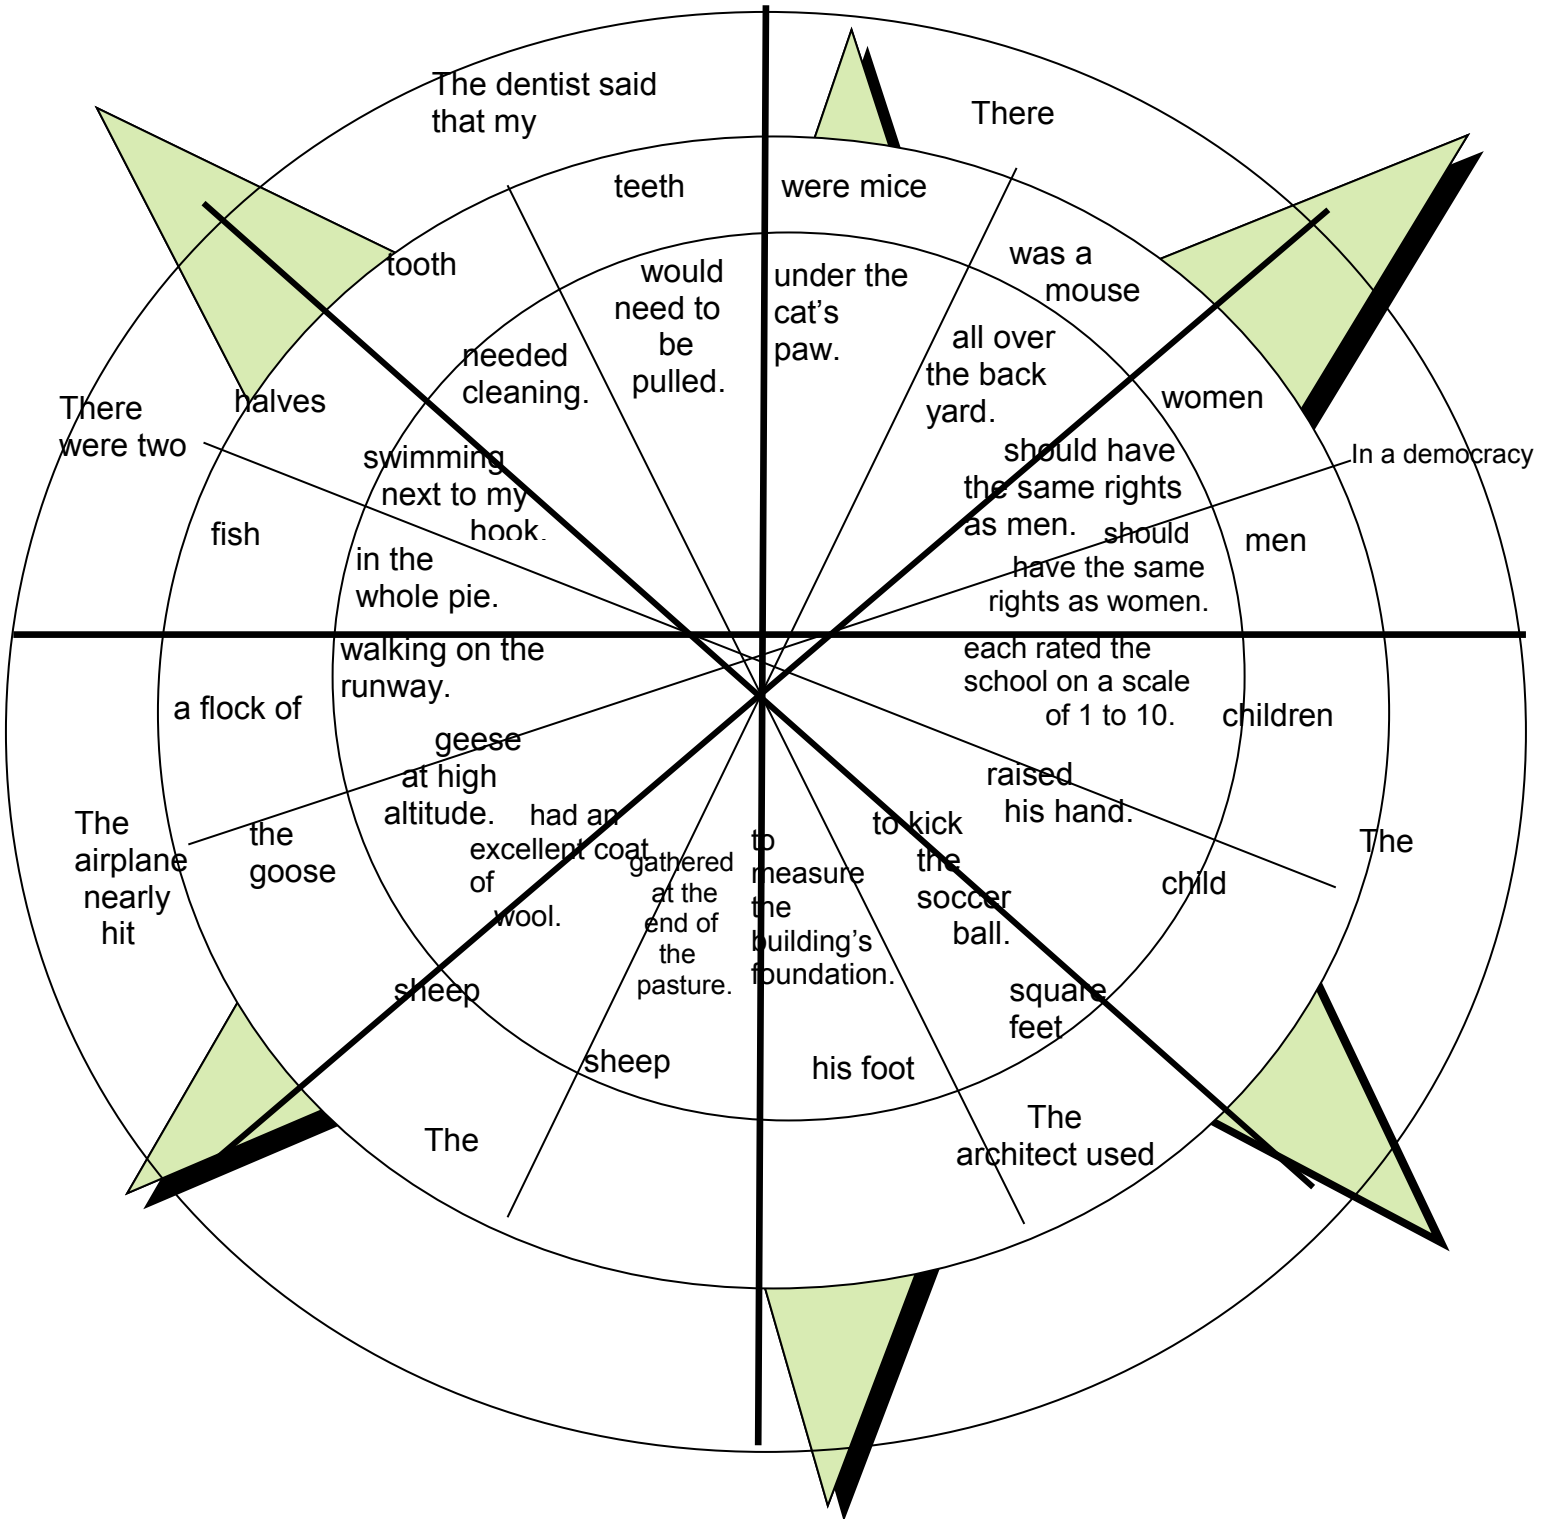 The dentist said
that my
There
teeth
were mice
tooth
was a
mouse
would
need to
be
pulled.
under the
cat’s
paw.
needed
cleaning.
all over
the back
yard.
There
were two
halves
women
swimming
next to my
hook.
should have
the same rights
as men.
In a democracy
fish
in the
whole pie.
should
have the same
rights as women.
men
walking on the
runway.
each rated the
school on a scale
of 1 to 10.
a flock of
children
geese
at high
altitude.
raised
his hand.
The
airplane
nearly
hit
the
goose
had an
excellent coat
of
wool.
gathered
at the
end of
the
pasture.
to
measure
the
building’s
foundation.
to kick
the
soccer
ball.
child
The
sheep
square
feet
sheep
his foot
The
The
architect used